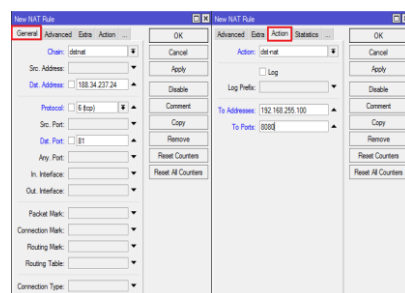 New NAT Rule
General Advanced Extra Action ...
Chain: dstnat
Src. Address:
Dst. Address: 188.34.237.24
Protocol: 6 (tcp)
Src. Port:
Dst. Port: 81
Any. Port:
In. Interface:
Out. Interface:
Packet Mark:
Connection Mark:
Routing Mark:
Routing Table:
Connection Type:
OK
Cancel
Apply
Disable
Comment
Copy
Remove
Reset Counters
Reset All Counters
New NAT Rule
Advanced Extra Action Statistics ...
Action: dst-nat
Log
Log Prefix:
To Addresses: 192.168.255.100
To Ports: 8080
OK
Cancel
Apply
Disable
Comment
Copy
Remove
Reset Counters
Reset All Counters